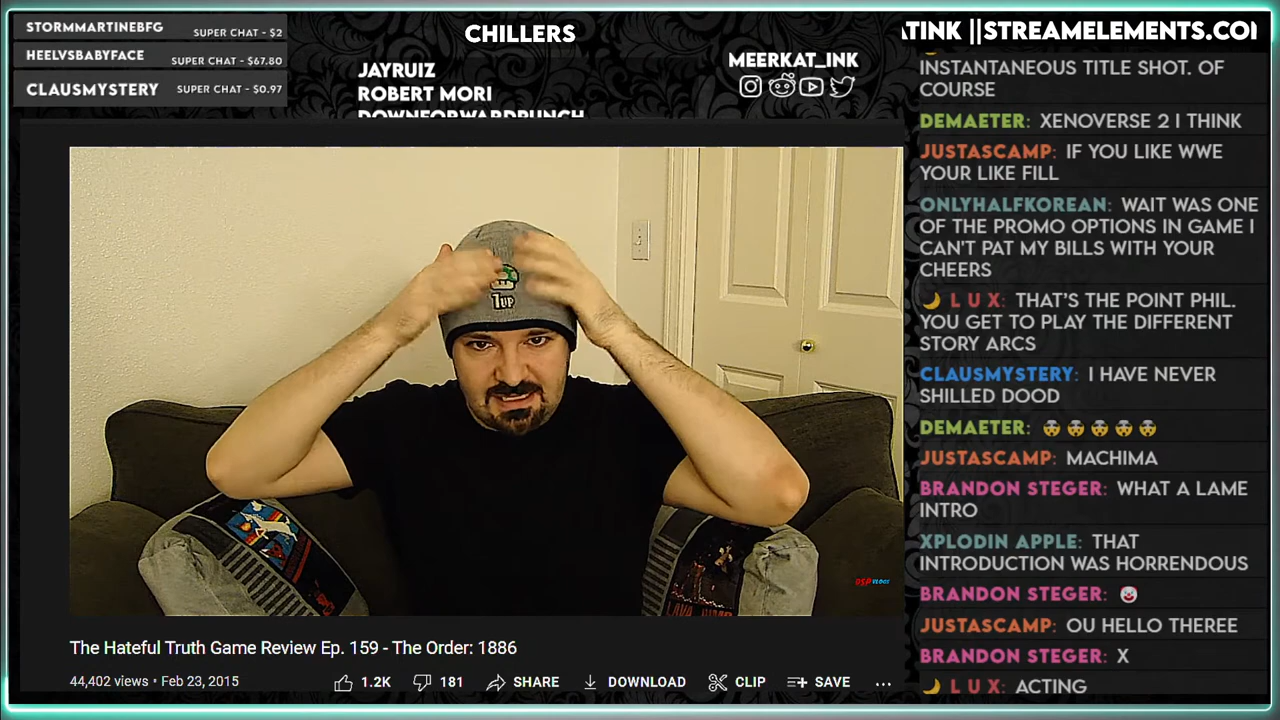 STORMMARTINEBFG SUPER CHAT - $2
HEELVSBABYFACE SUPER CHAT - $67.80
CLAUSMYSTERY SUPER CHAT - $0.97
CHILLERS
JAYRUIZ
ROBERT MORI
DOWNFORWARDPUNCH
MEERKAT_INK
ATINK ||STREAMELEMENTS.COM
INSTANTANEOUS TITLE SHOT. OF
COURSE
DEMAETER: XENOVERSE 2 I THINK
JUSTASCAMP: IF YOU LIKE WWE
YOUR LIKE FILL
ONLYHALFKOREAN: WAIT WAS ONE
OF THE PROMO OPTIONS IN GAME I
CAN'T PAT MY BILLS WITH YOUR
CHEERS
L U X: THAT'S THE POINT PHIL.
YOU GET TO PLAY THE DIFFERENT
STORY ARCS
CLAUSMYSTERY: I HAVE NEVER
SHILLED DOOD
DEMAETER:
JUSTASCAMP: MACHIMA
BRANDON STEGER: WHAT A LAME
INTRO
XPLODIN APPLE: THAT
INTRODUCTION WAS HORRENDOUS
BRANDON STEGER:
JUSTASCAMP: OU HELLO THEREE
BRANDON STEGER: X
L U X: ACTING
1UP
DSP VLOGS
The Hateful Truth Game Review Ep. 159 - The Order: 1886
44,402 views • Feb 23, 2015
1.2K 181 SHARE DOWNLOAD CLIP SAVE ...